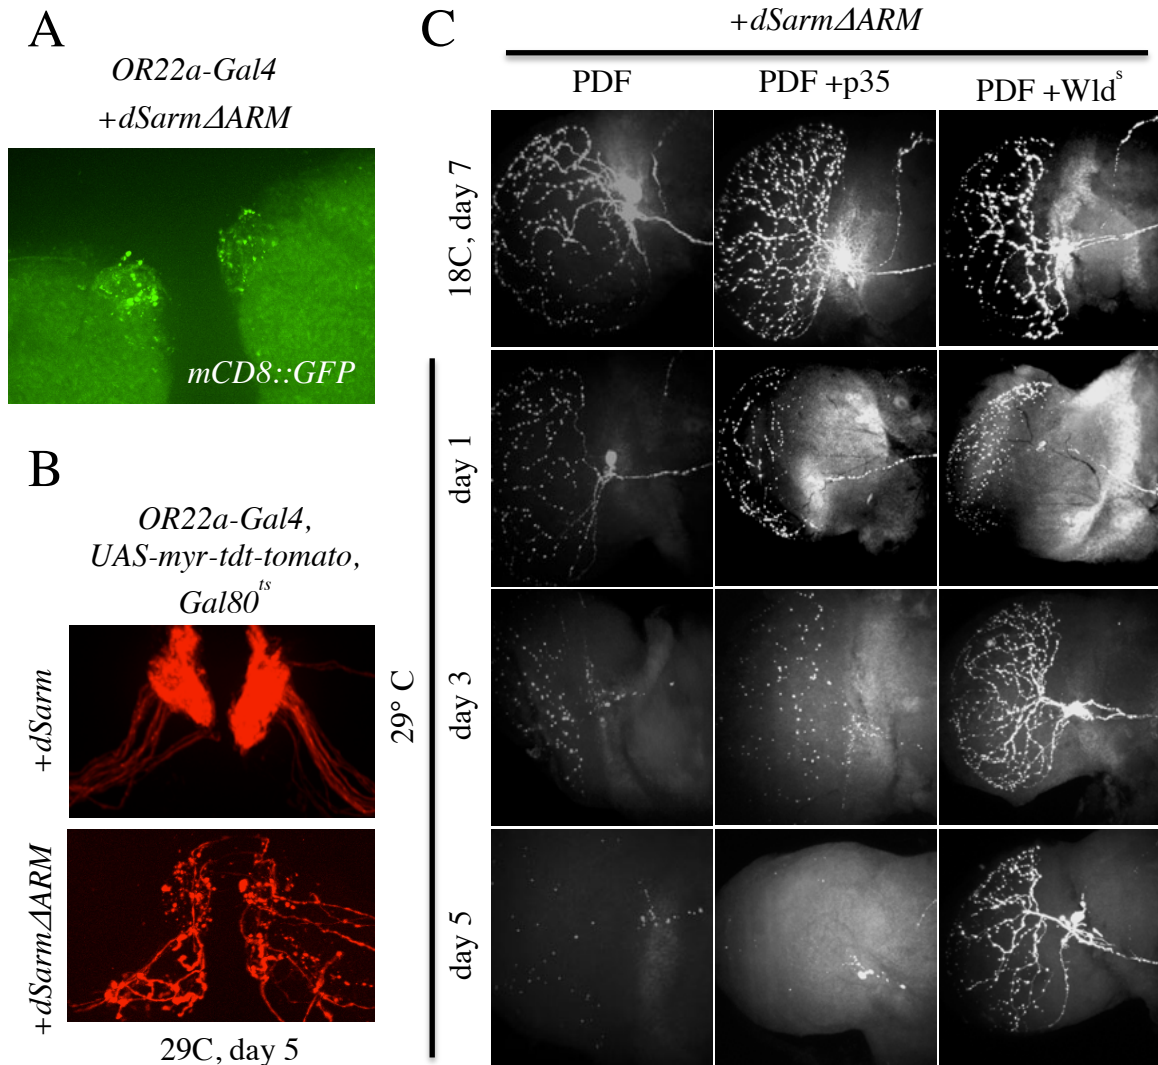 A
OR22a-Gal4
+dSarmΔARM
mCD8::GFP
B
OR22a-Gal4,
UAS-myr-tdt-tomato,
Gal80ts
+dSarm
+dSarmΔARM
29C, day 5
C
+dSarmΔARM
PDF
PDF +p35
PDF +Wlds
18C, day 7
29° C
day 1
day 3
day 5